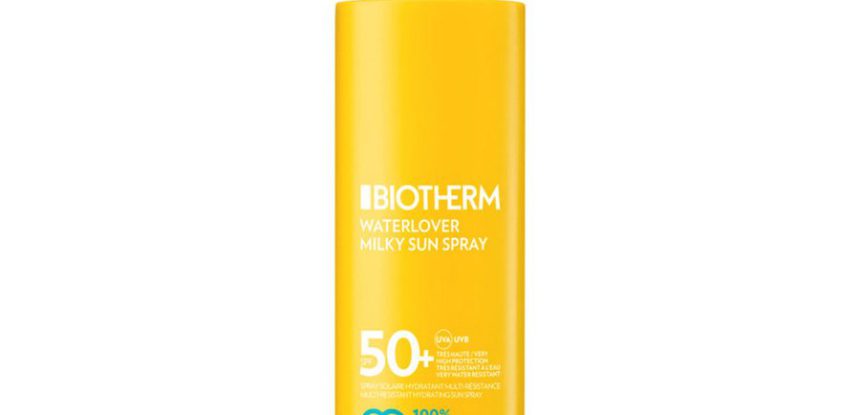 BIOTHERM
WATERLOVER
MILKY SUN SPRAY
SPF 50+
UVA UVB
TRÈS HAUTE / VERY
HIGH PROTECTION
TRÈS RÉSISTANT À L'EAU
VERY WATER RESISTANT
SPRAY SOLAIRE HYDRATANT MULTI-RÉSISTANCE
MULTI-RESISTANT HYDRATING SUN SPRAY
100%